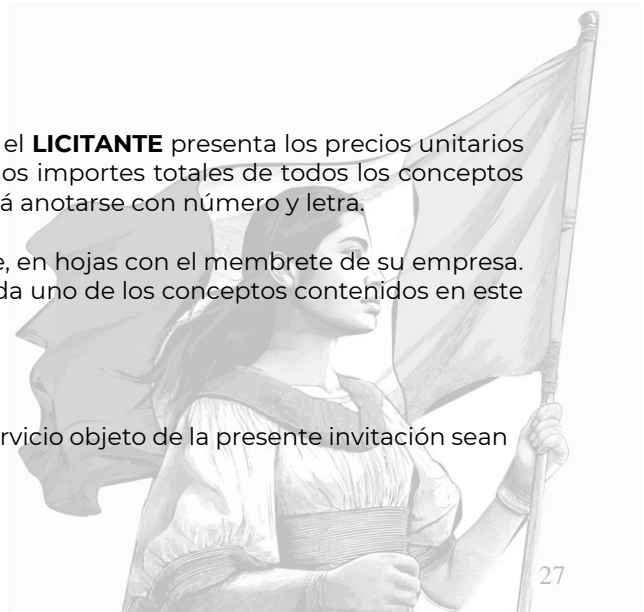 el LICITANTE presenta los precios unitarios
os importes totales de todos los conceptos
á anotarse con número y letra.
e, en hojas con el membrete de su empresa.
da uno de los conceptos contenidos en este
rvicio objeto de la presente invitación sean
27